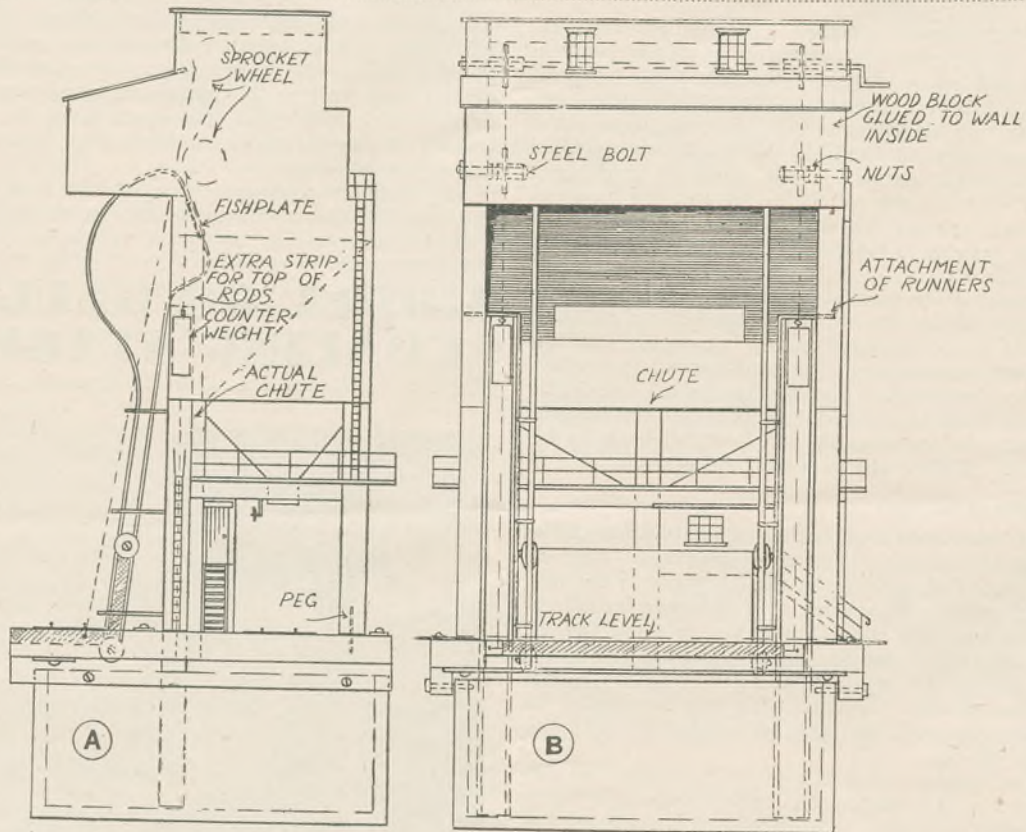 SPROCKET
WHEEL
FISHPLATE
EXTRA STRIP
FOR TOP OF
RODS.
COUNTER
WEIGHT
ACTUAL
CHUTE
PEG
A
WOOD BLOCK
GLUED TO WALL
INSIDE
STEEL BOLT
NUTS
ATTACHMENT
OF RUNNERS
CHUTE
TRACK LEVEL
B